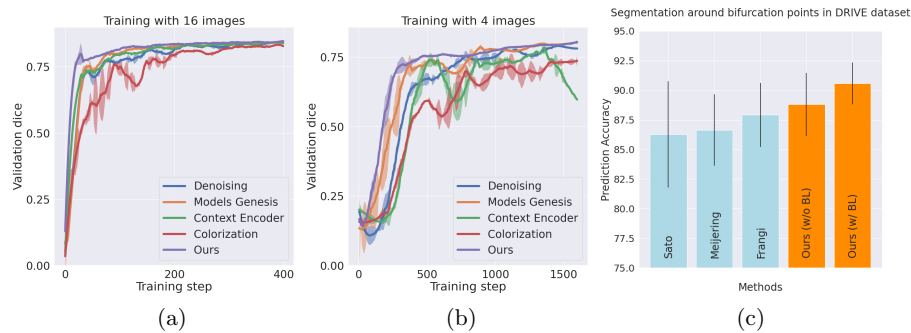 Training with 16 images
Validation dice
0.75
0.50
0.25
0.00
Denoising
Models Genesis
Context Encoder
Colorization
Ours
0
200
400
Training step
(a)
Training with 4 images
Validation dice
0.75
0.50
0.25
0.00
Denoising
Models Genesis
Context Encoder
Colorization
Ours
0
500
1000
1500
Training step
(b)
Segmentation around bifurcation points in DRIVE dataset
Prediction Accuracy
95.0
92.5
90.0
87.5
85.0
82.5
80.0
77.5
75.0
Sato
Meijering
Frangi
Ours (w/o BL)
Ours (w/ BL)
Methods
(c)